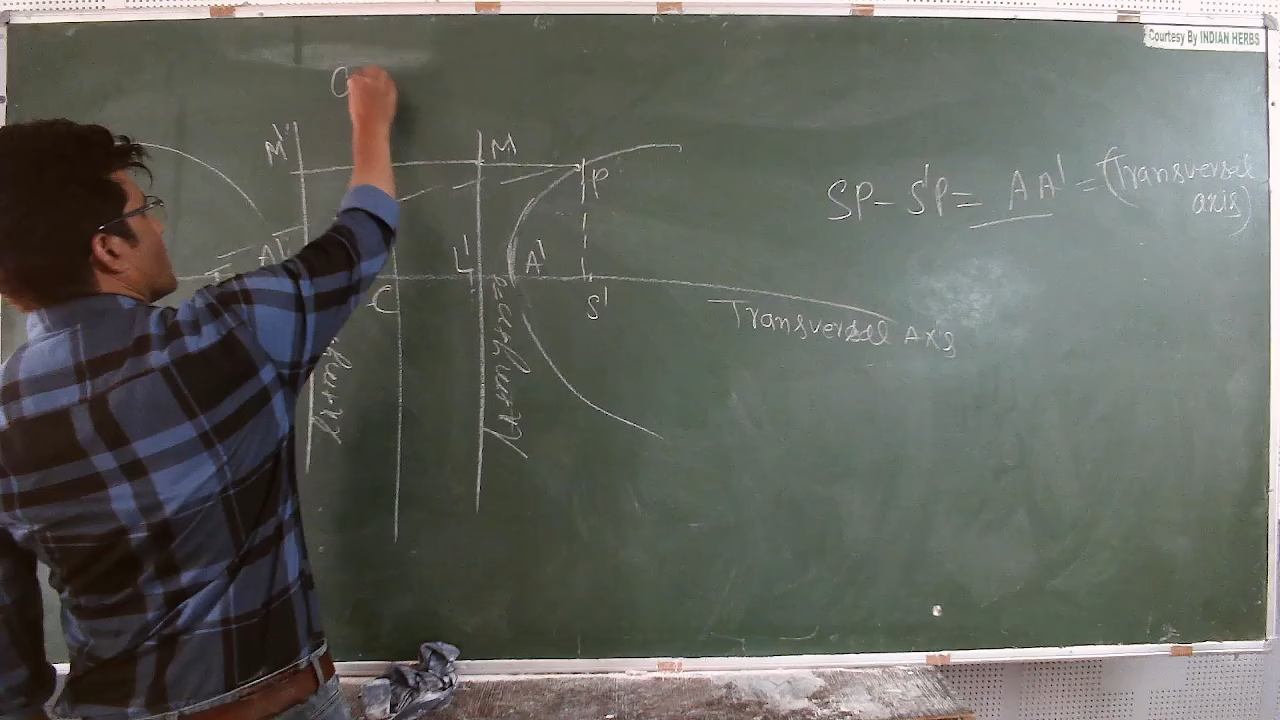 Courtesy By INDIAN HERBS
C
M'
M
P
SP - S'P = AA' = (Transversal
axis)
A'
L'
A'
C
S'
Transversal Axis